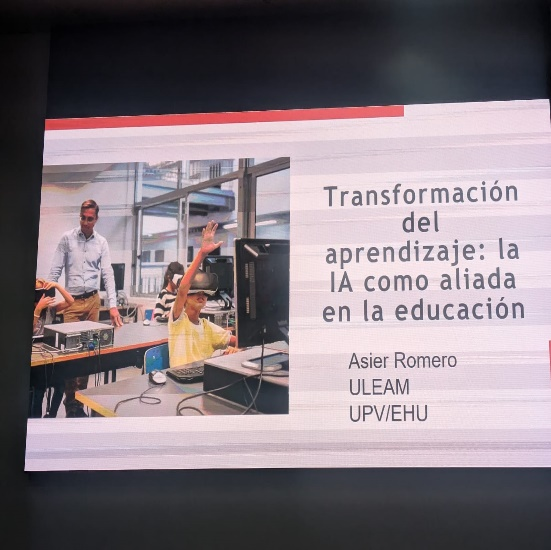 Transformación
del
aprendizaje: la
IA como aliada
en la educación
Asier Romero
ULEAM
UPV/EHU